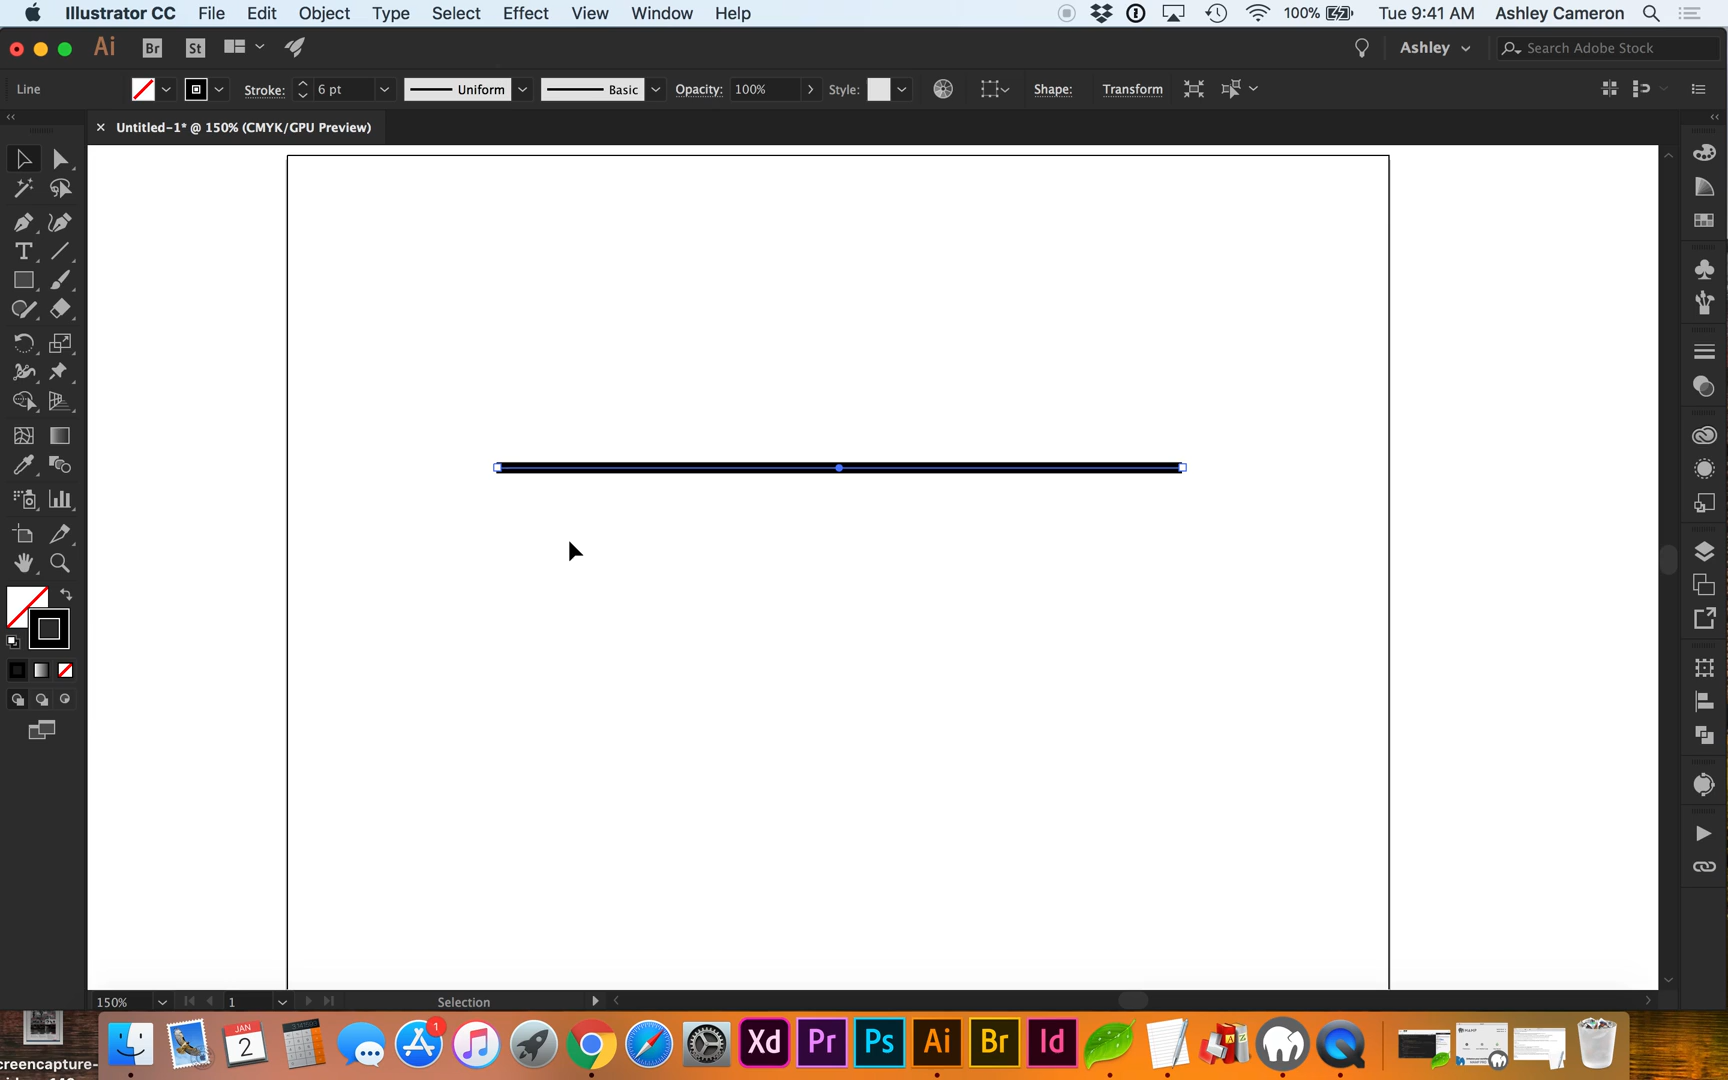 Illustrator CC File Edit Object Type Select Effect View Window Help 100% Tue 9:41 AM Ashley Cameron
Ai Br St Ashley Search Adobe Stock
Line Stroke: 6 pt Uniform Basic Opacity: 100% Style: Shape: Transform
× Untitled-1* @ 150% (CMYK/GPU Preview)
T
150% 1 Selection
JAN
2
1
Xd Pr Ps Ai Br Id
creencapture-